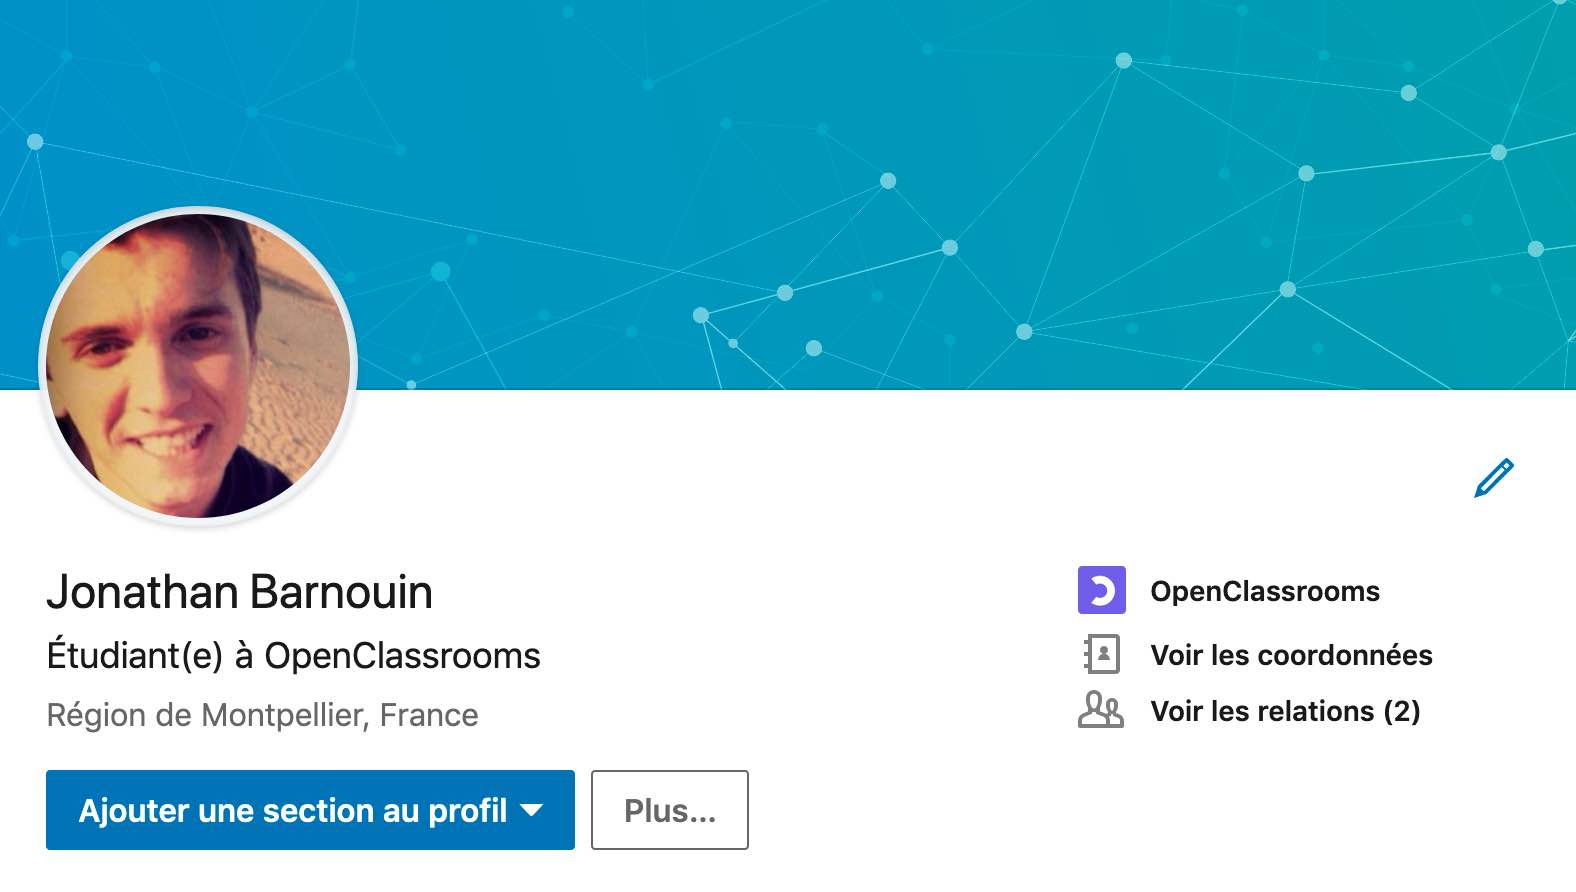 Jonathan Barnouin
Étudiant(e) à OpenClassrooms
Région de Montpellier, France
Ajouter une section au profil
Plus...
OpenClassrooms
Voir les coordonnées
Voir les relations (2)